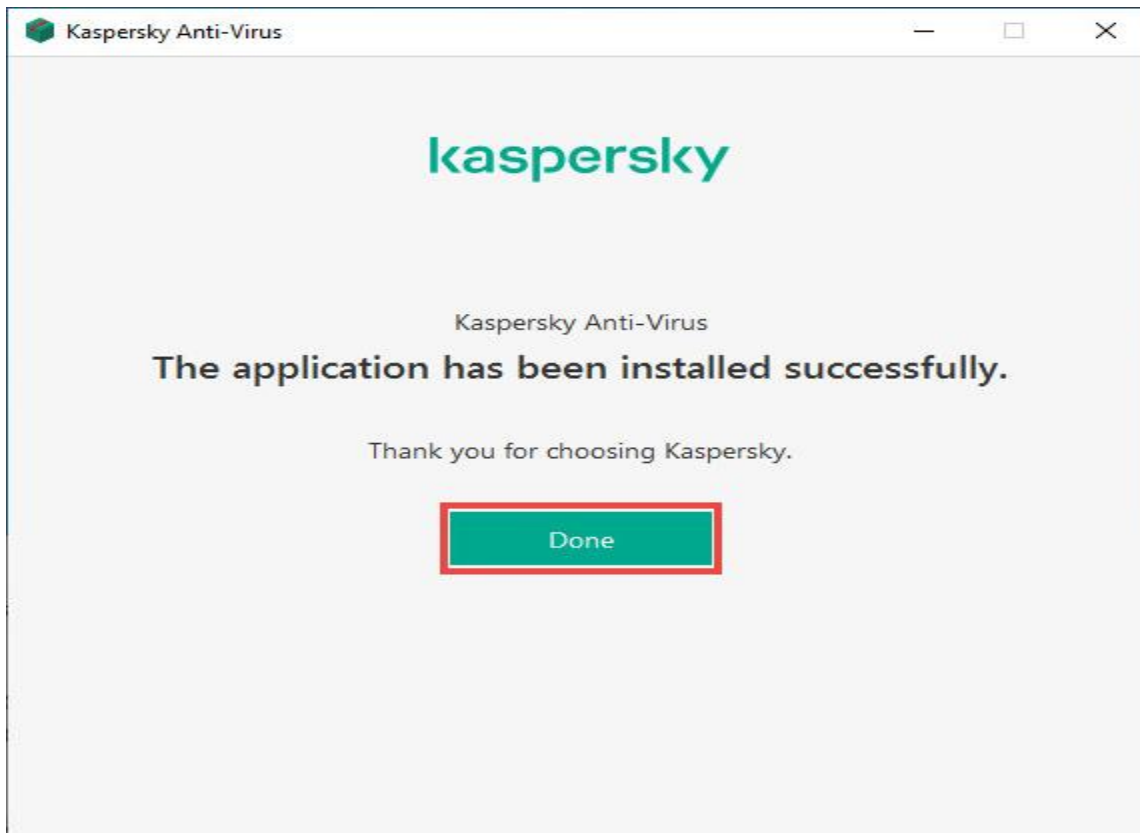 Kaspersky Anti-Virus
kaspersky
Kaspersky Anti-Virus
The application has been installed successfully.
Thank you for choosing Kaspersky.
Done